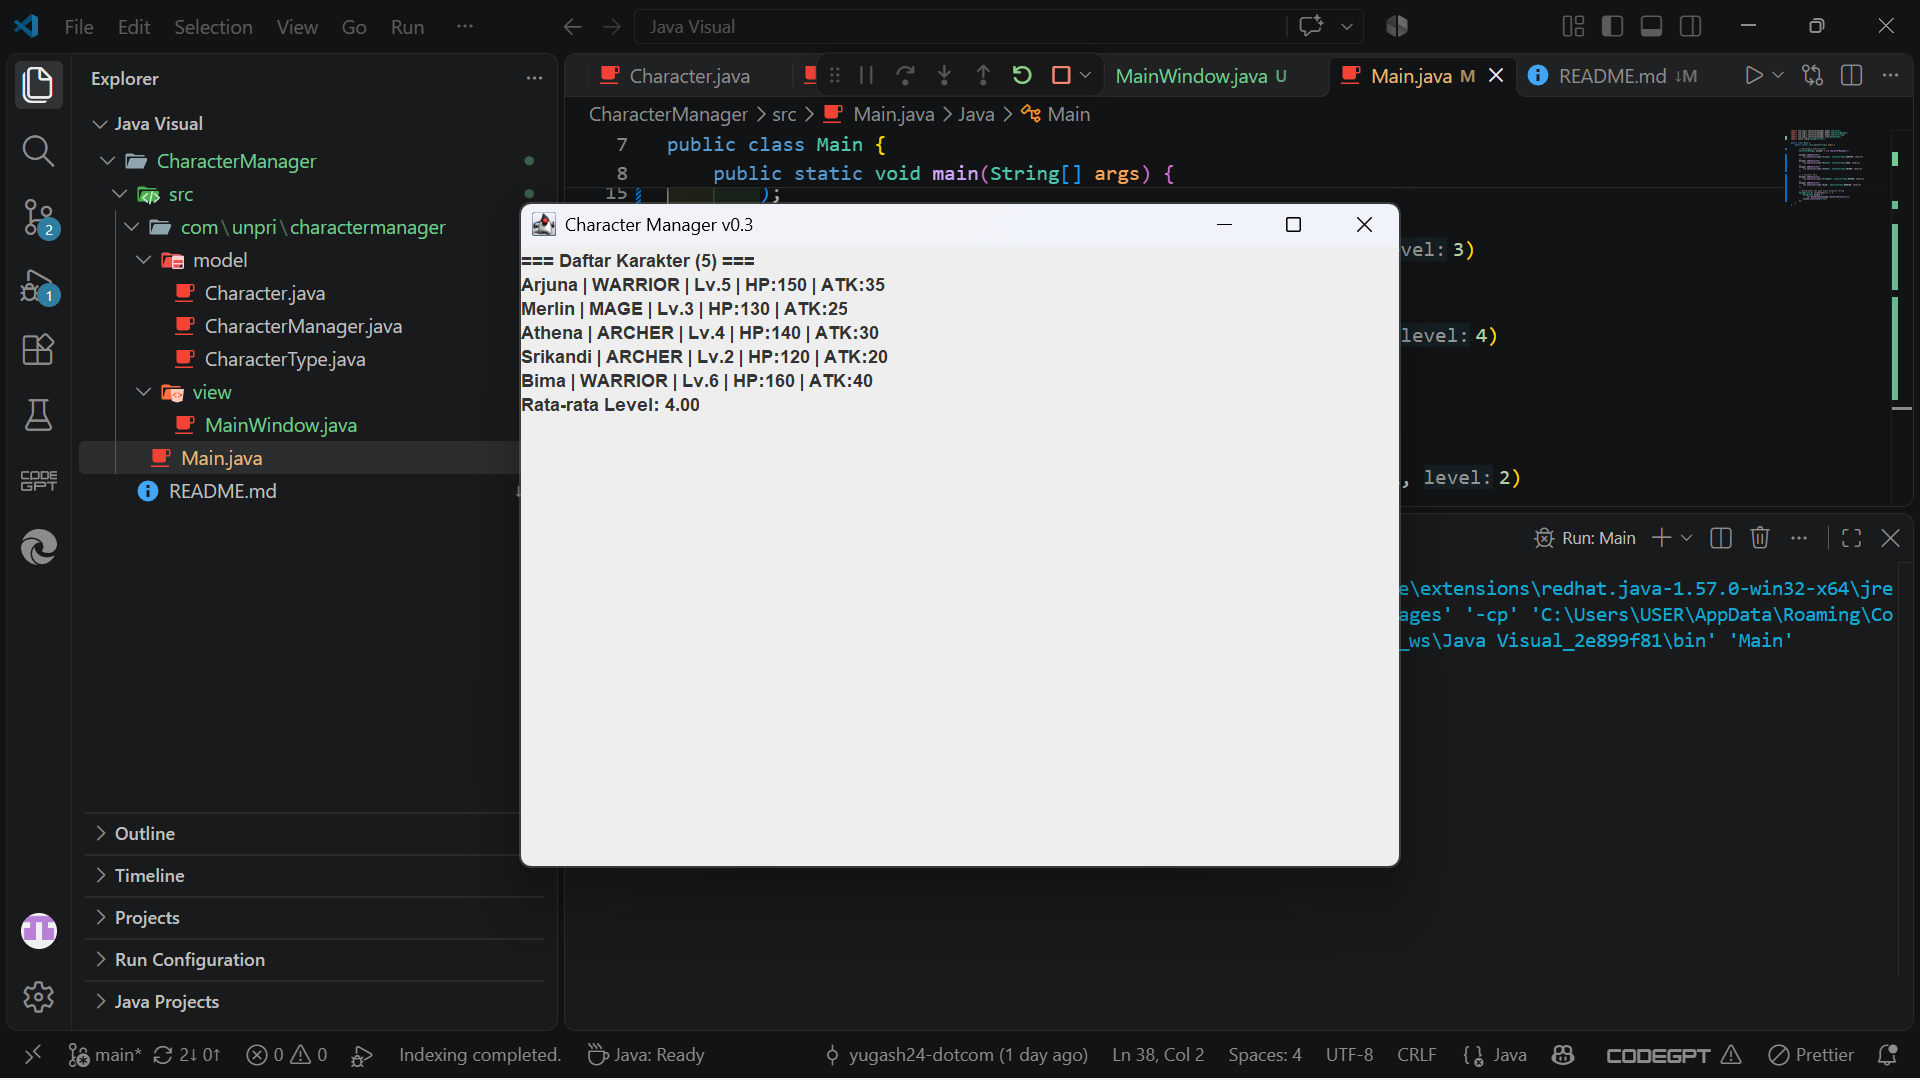 File Edit Selection View Go Run ··· Java Visual
Explorer ···
Java Visual
CharacterManager
src
com\unpri\charactermanager
model
Character.java
CharacterManager.java
CharacterType.java
view
MainWindow.java
Main.java
README.md ↓
Outline
Timeline
Projects
Run Configuration
Java Projects
2
1
CODE
GPT
Character.java MainWindow.java U Main.java M README.md ↓M
CharacterManager > src > Main.java > Java > Main
7 public class Main {
8 public static void main(String[] args) {
15 );
vel: 3)
level: 4)
, level: 2)
Character Manager v0.3
=== Daftar Karakter (5) ===
Arjuna | WARRIOR | Lv.5 | HP:150 | ATK:35
Merlin | MAGE | Lv.3 | HP:130 | ATK:25
Athena | ARCHER | Lv.4 | HP:140 | ATK:30
Srikandi | ARCHER | Lv.2 | HP:120 | ATK:20
Bima | WARRIOR | Lv.6 | HP:160 | ATK:40
Rata-rata Level: 4.00
Run: Main
e\extensions\redhat.java-1.57.0-win32-x64\jre
ages' '-cp' 'C:\Users\USER\AppData\Roaming\Co
_ws\Java Visual_2e899f81\bin' 'Main'
main* 2↓ 0↑ 0 0 Indexing completed. Java: Ready yugash24-dotcom (1 day ago) Ln 38, Col 2 Spaces: 4 UTF-8 CRLF {} Java CODEGPT Prettier